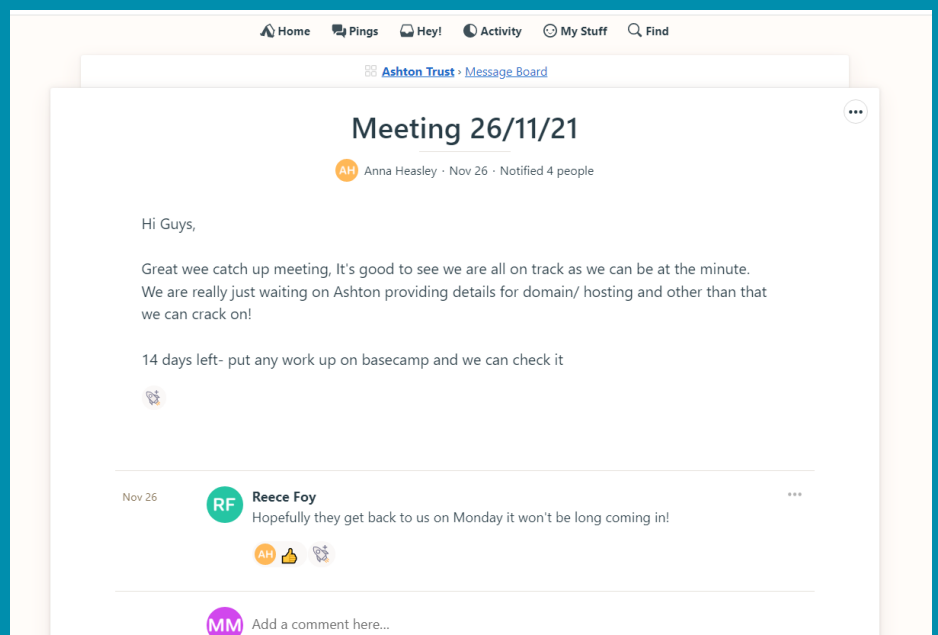 Home Pings Hey! Activity My Stuff Find
Ashton Trust › Message Board
Meeting 26/11/21
AH Anna Heasley · Nov 26 · Notified 4 people
Hi Guys,
Great wee catch up meeting, It's good to see we are all on track as we can be at the minute.
We are really just waiting on Ashton providing details for domain/ hosting and other than that
we can crack on!
14 days left- put any work up on basecamp and we can check it
Nov 26
RF
Reece Foy
Hopefully they get back to us on Monday it won't be long coming in!
AH
MM
Add a comment here...